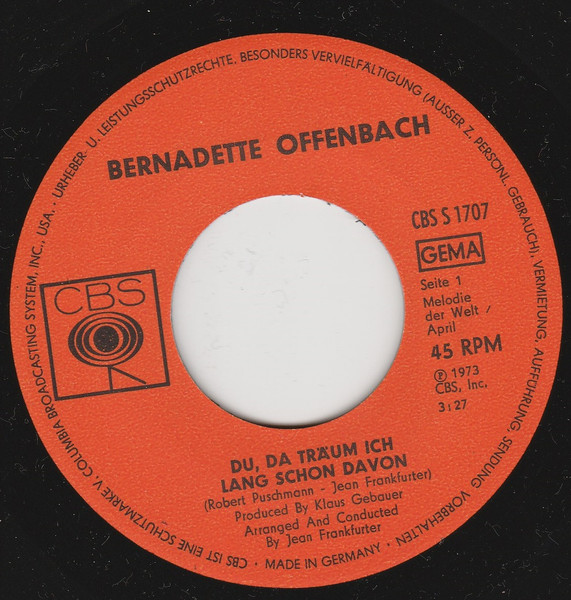 URHEBER- U. LEISTUNGSSCHUTZRECHTE, BESONDERS VERVIELFÄLTIGUNG (AUSSER Z. PERSÖNL. GEBRAUCH), VERMIETUNG, AUFFÜHRUNG, SENDUNG VORBEHALTEN
BERNADETTE OFFENBACH
CBS S 1707
GEMA
Seite 1
Melodie
der Welt /
April
45 RPM
℗ 1973
CBS, Inc.
3:27
CBS
DU, DA TRÄUM ICH
LANG SCHON DAVON
(Robert Puschmann - Jean Frankfurter)
Produced By Klaus Gebauer
Arranged And Conducted
By Jean Frankfurter
CBS IST EINE SCHUTZMARKE V. COLUMBIA BROADCASTING SYSTEM, INC., USA. •
• MADE IN GERMANY •